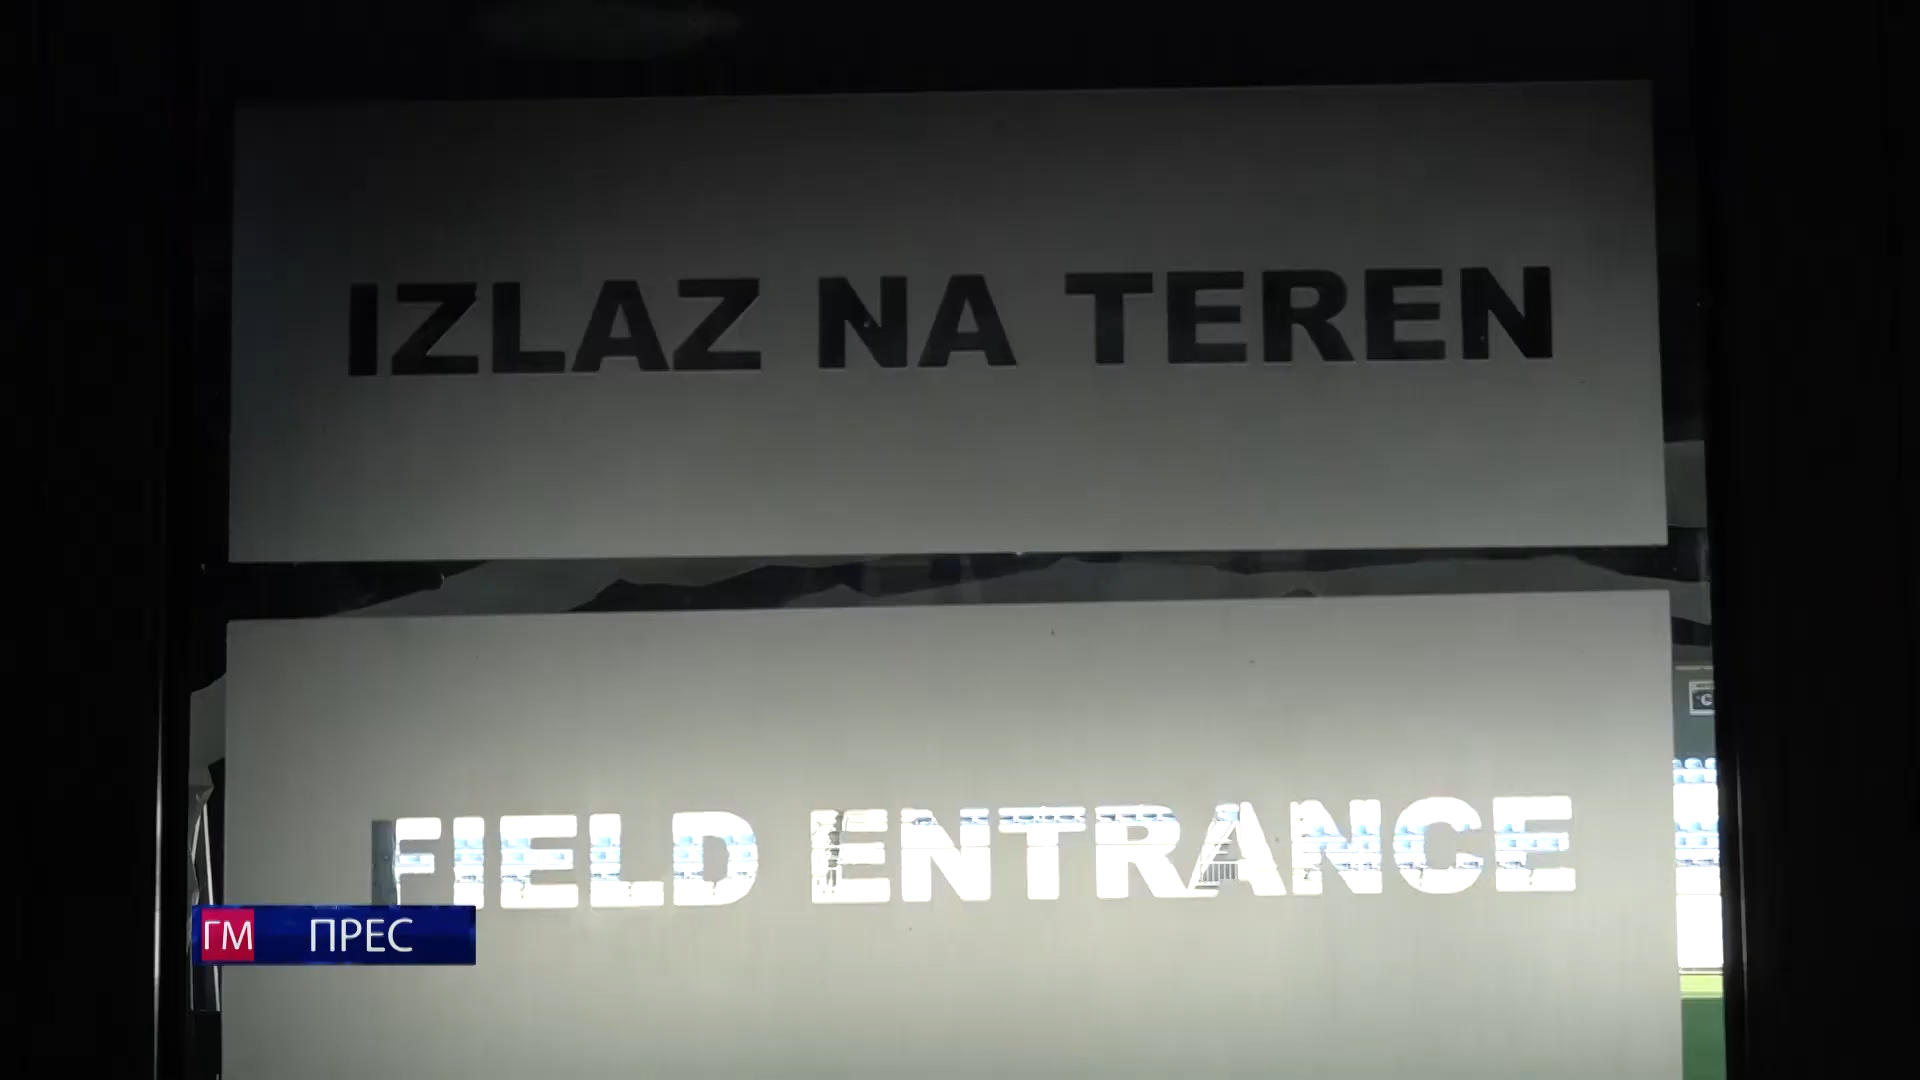 IZLAZ NA TEREN
FIELD ENTRANCE
ГМ ПРЕС